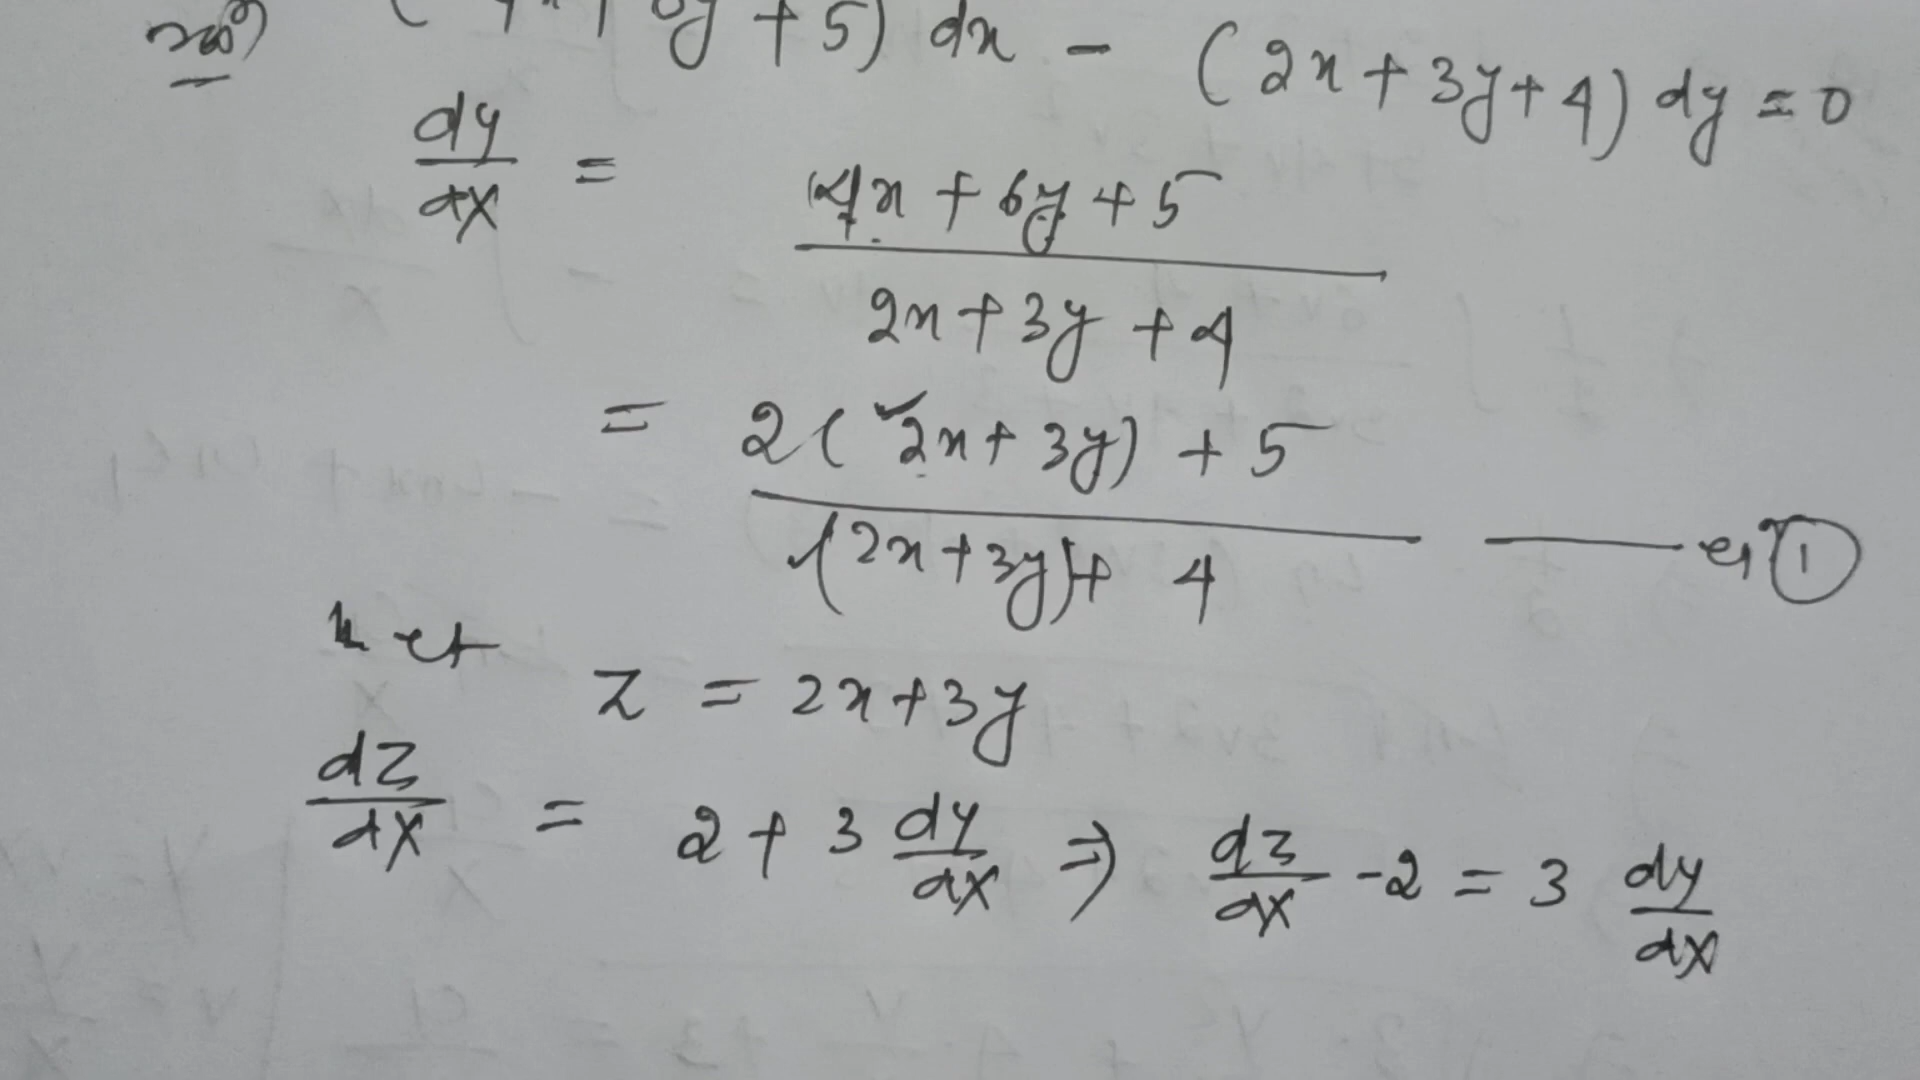 + 5) dx - (2x + 3y + 4) dy = 0
dy/dx = (4x + 6y + 5)/(2x + 3y + 4)
= (2(2x + 3y) + 5)/((2x + 3y) + 4) —— eq ①
Let z = 2x + 3y
dz/dx = 2 + 3 dy/dx ⇒ dz/dx - 2 = 3 dy/dx